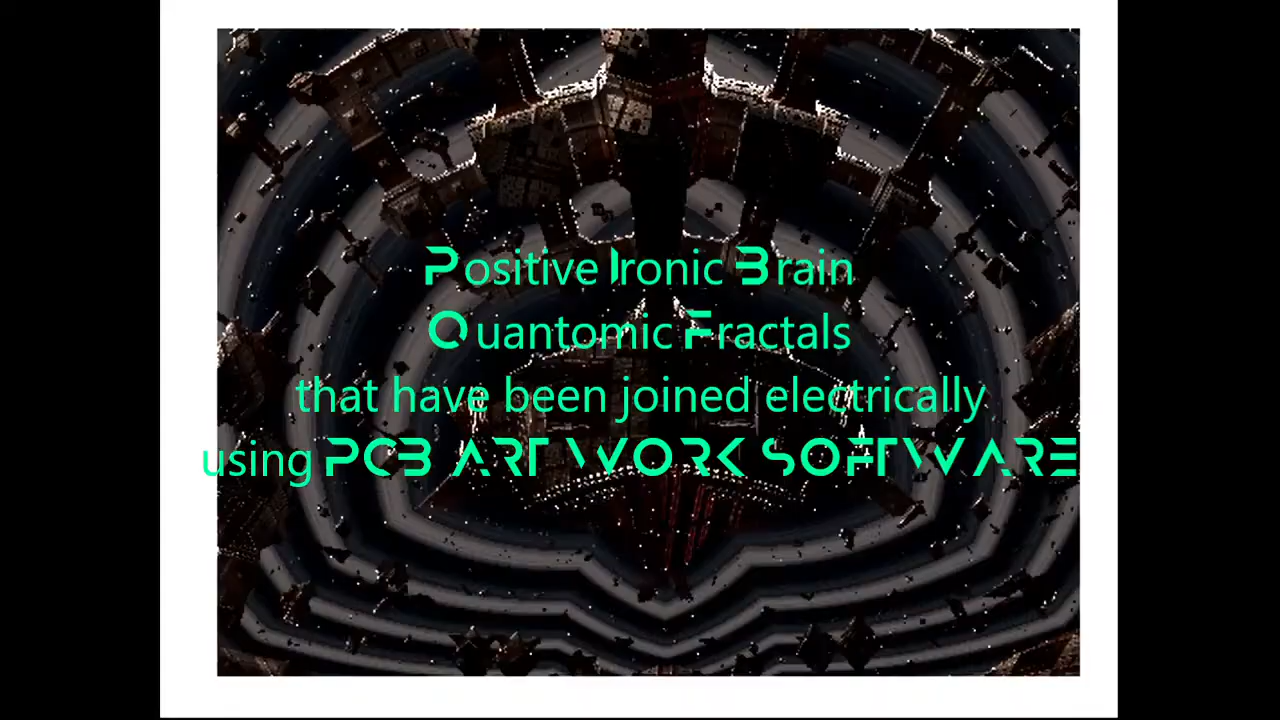 Positive Ironic Brain
Quantomic Fractals
that have been joined electrically
using PCB ART WORK SOFTWARE